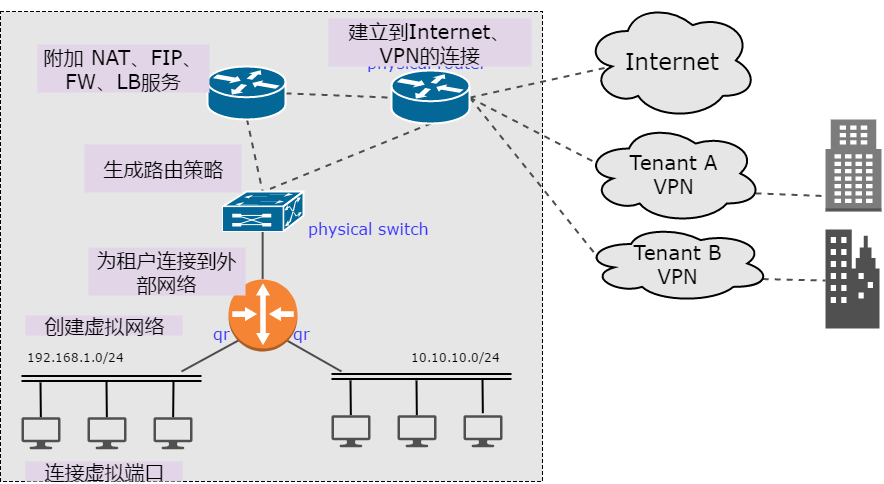 建立到Internet、
VPN的连接
physical router
附加 NAT、FIP、
FW、LB服务
Internet
生成路由策略
Tenant A
VPN
physical switch
Tenant B
VPN
为租户连接到外
部网络
创建虚拟网络
qr
qr
192.168.1.0/24
10.10.10.0/24
连接虚拟端口